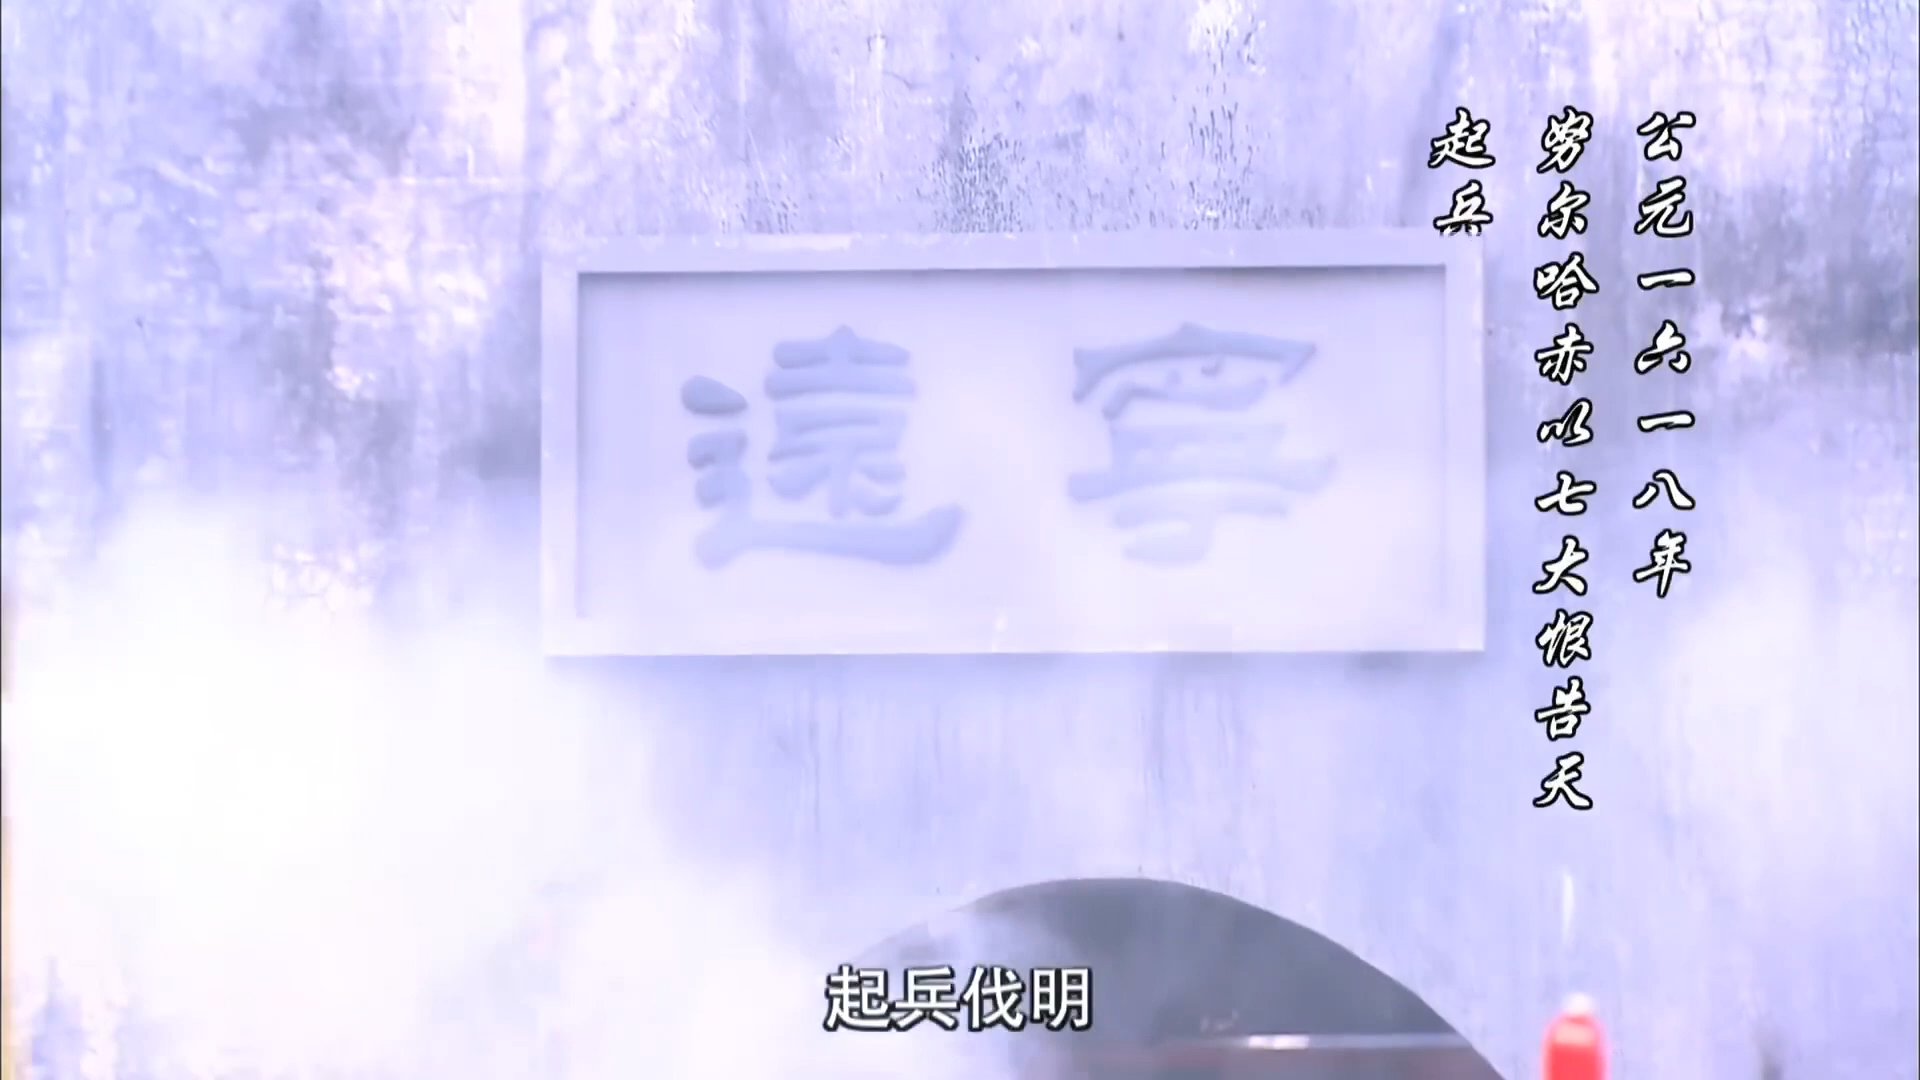 公元一六一八年
努尔哈赤以七大恨告天
起兵
寧遠
起兵伐明